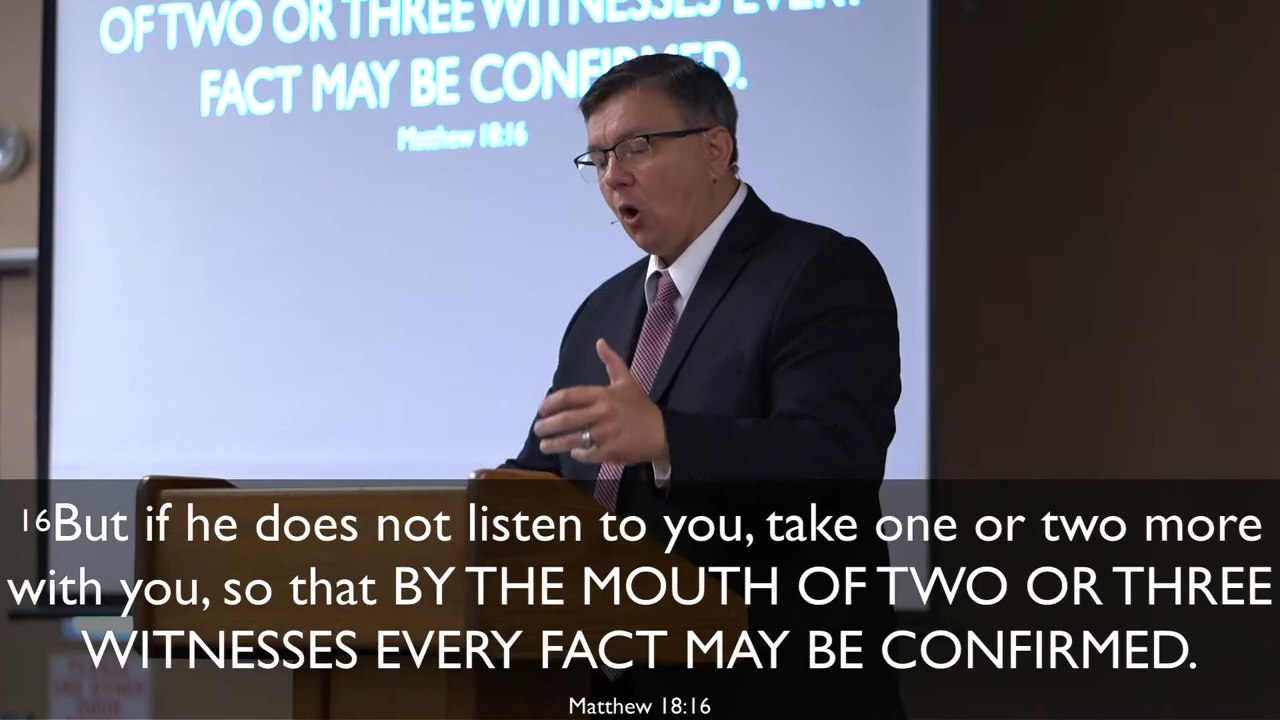 OF TWO OR THREE WITNESSES EVERY
FACT MAY BE CONFIRMED.
Matthew 18:16
16But if he does not listen to you, take one or two more
with you, so that BY THE MOUTH OF TWO OR THREE
WITNESSES EVERY FACT MAY BE CONFIRMED.
Matthew 18:16